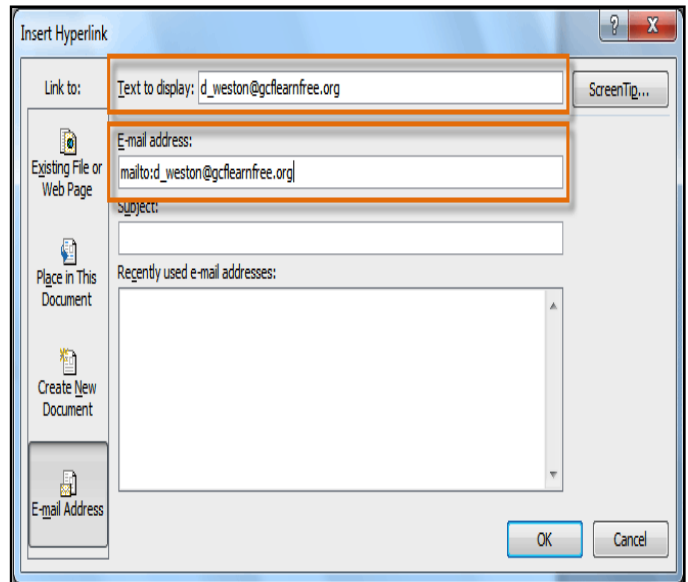 Insert Hyperlink
? X
Link to:
Text to display: d_weston@gcflearnfree.org
ScreenTip...
Existing File or
Web Page
E-mail address:
mailto:d_weston@gcflearnfree.org
Subject:
Place in This
Document
Recently used e-mail addresses:
Create New
Document
E-mail Address
OK
Cancel